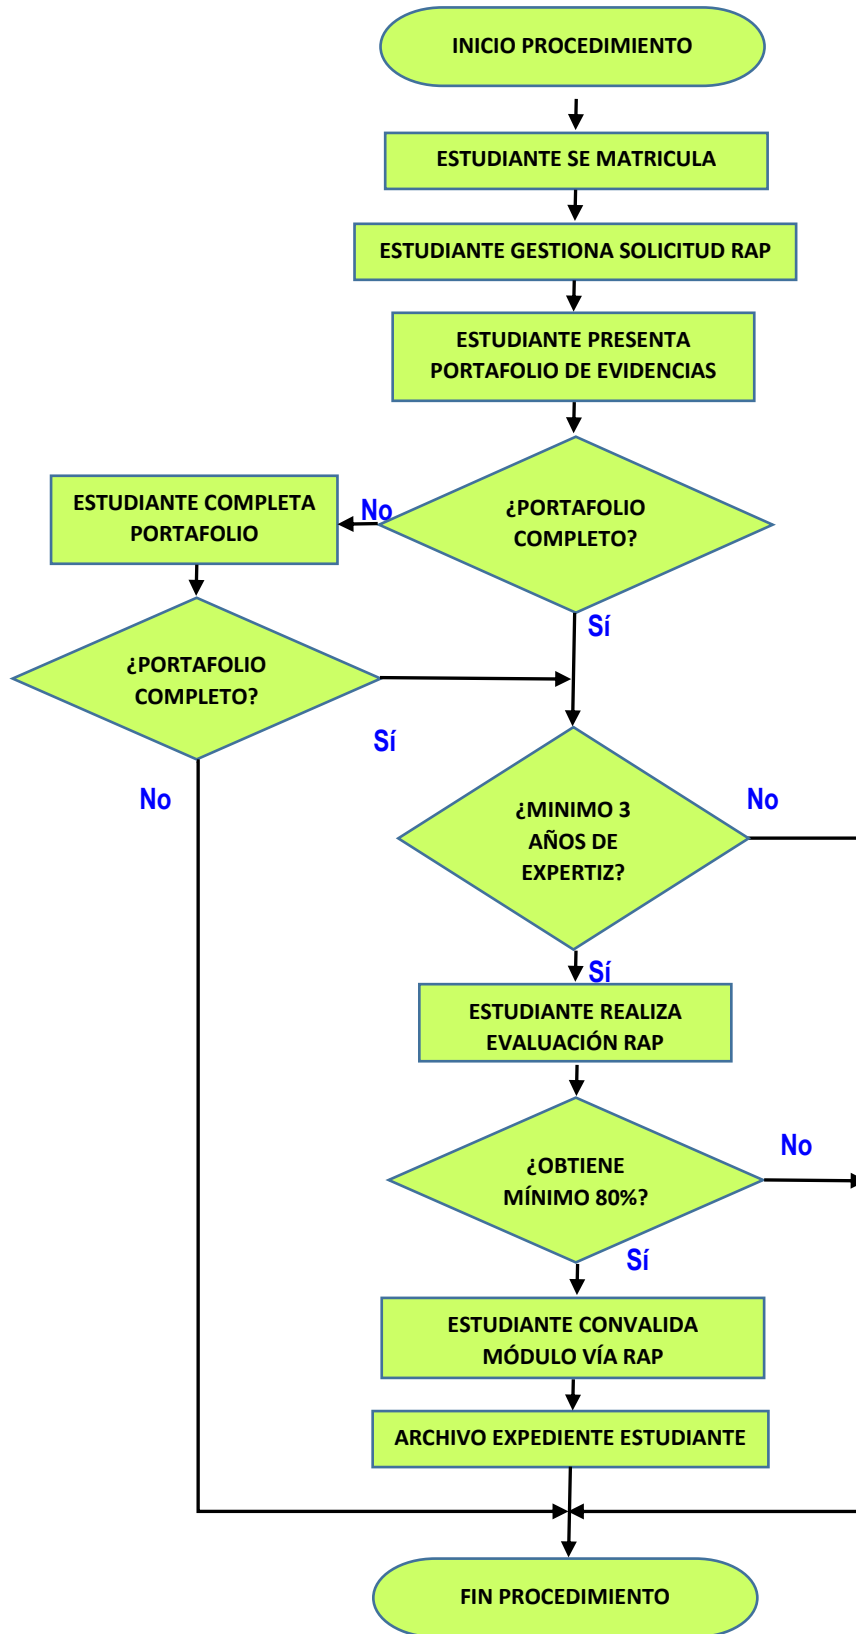 INICIO PROCEDIMIENTO
ESTUDIANTE SE MATRICULA
ESTUDIANTE GESTIONA SOLICITUD RAP
ESTUDIANTE PRESENTA
PORTAFOLIO DE EVIDENCIAS
¿PORTAFOLIO
COMPLETO?
No
ESTUDIANTE COMPLETA
PORTAFOLIO
Sí
¿PORTAFOLIO
COMPLETO?
Sí
No
¿MINIMO 3
AÑOS DE
EXPERTIZ?
No
Sí
ESTUDIANTE REALIZA
EVALUACIÓN RAP
¿OBTIENE
MÍNIMO 80%?
No
Sí
ESTUDIANTE CONVALIDA
MÓDULO VÍA RAP
ARCHIVO EXPEDIENTE ESTUDIANTE
FIN PROCEDIMIENTO